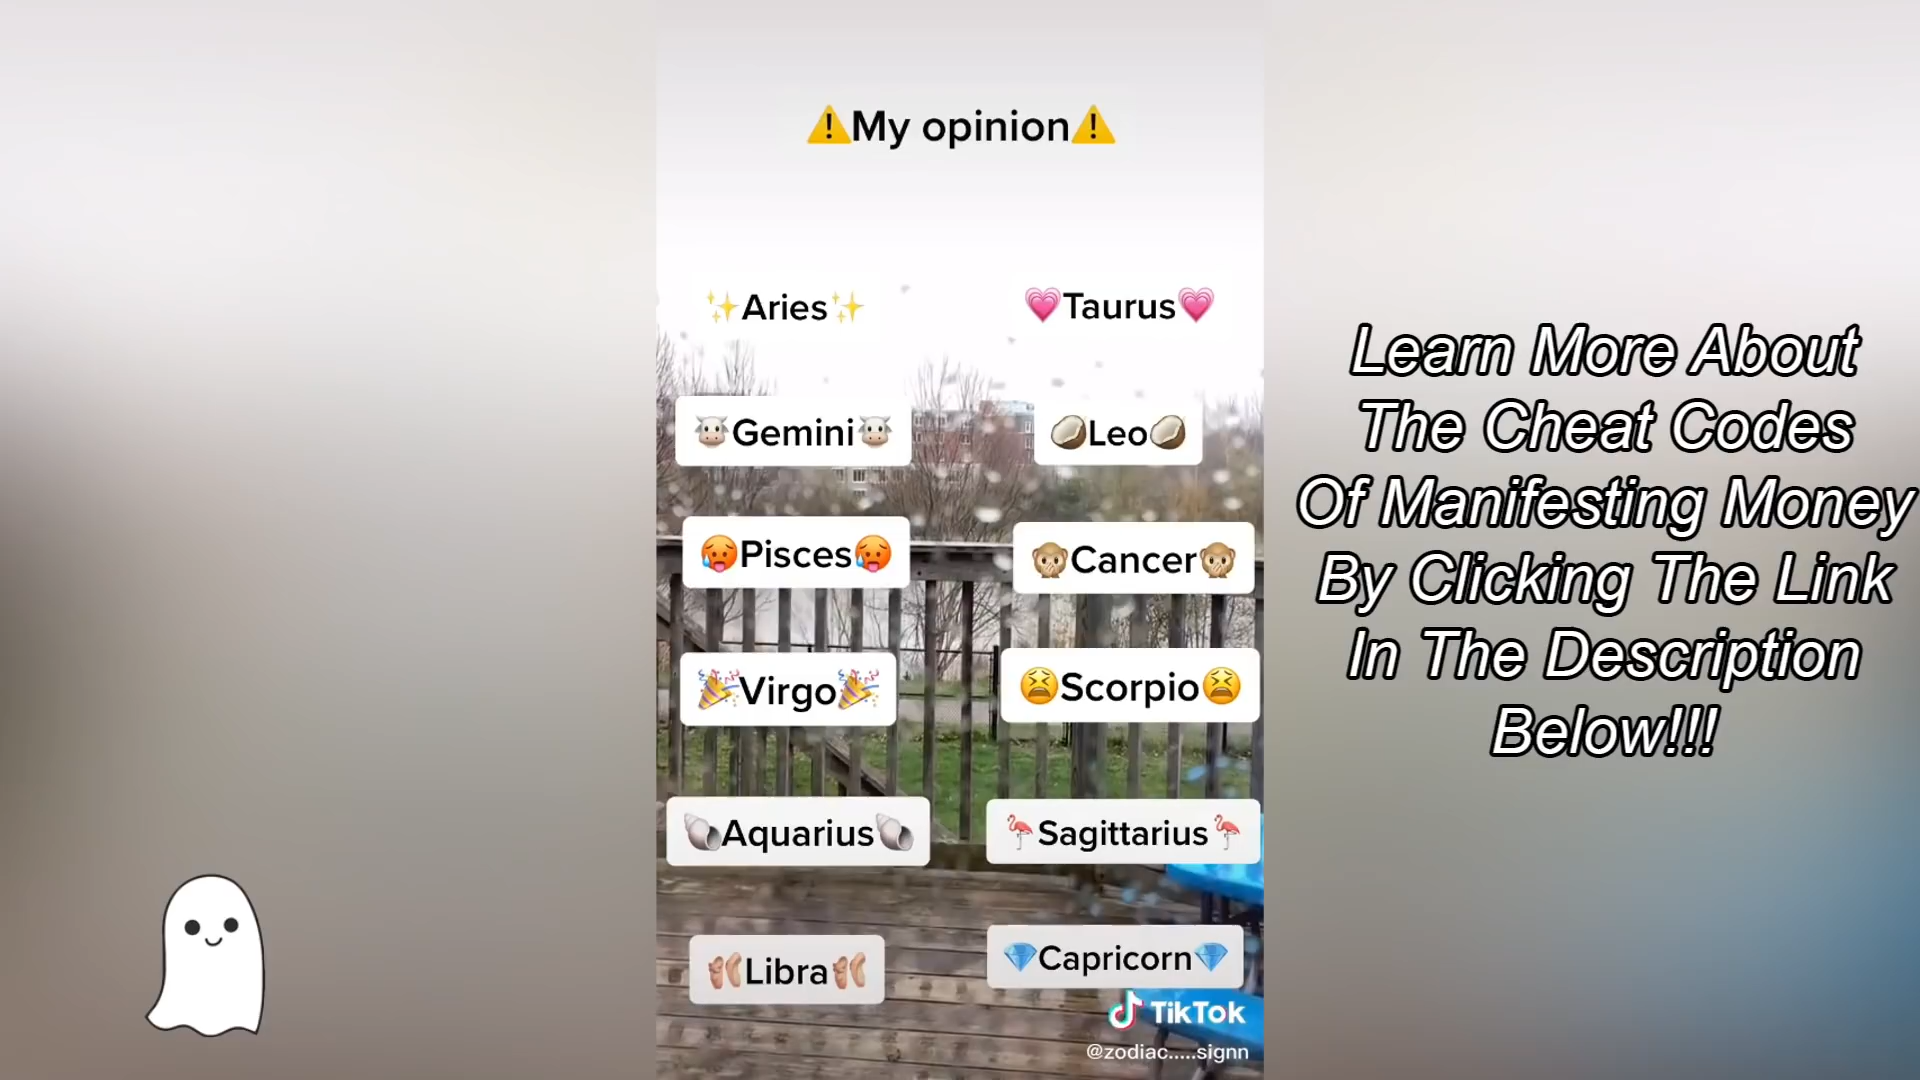 ⚠️My opinion⚠️
✨Aries✨
💗Taurus💗
🐮Gemini🐮
🥥Leo🥥
🥵Pisces🥵
🙊Cancer🙊
🎉Virgo🎉
😫Scorpio😫
🐚Aquarius🐚
🦩Sagittarius🦩
🩰Libra🩰
💎Capricorn💎
TikTok
@zodiac.....signn
Learn More About
The Cheat Codes
Of Manifesting Money
By Clicking The Link
In The Description
Below!!!